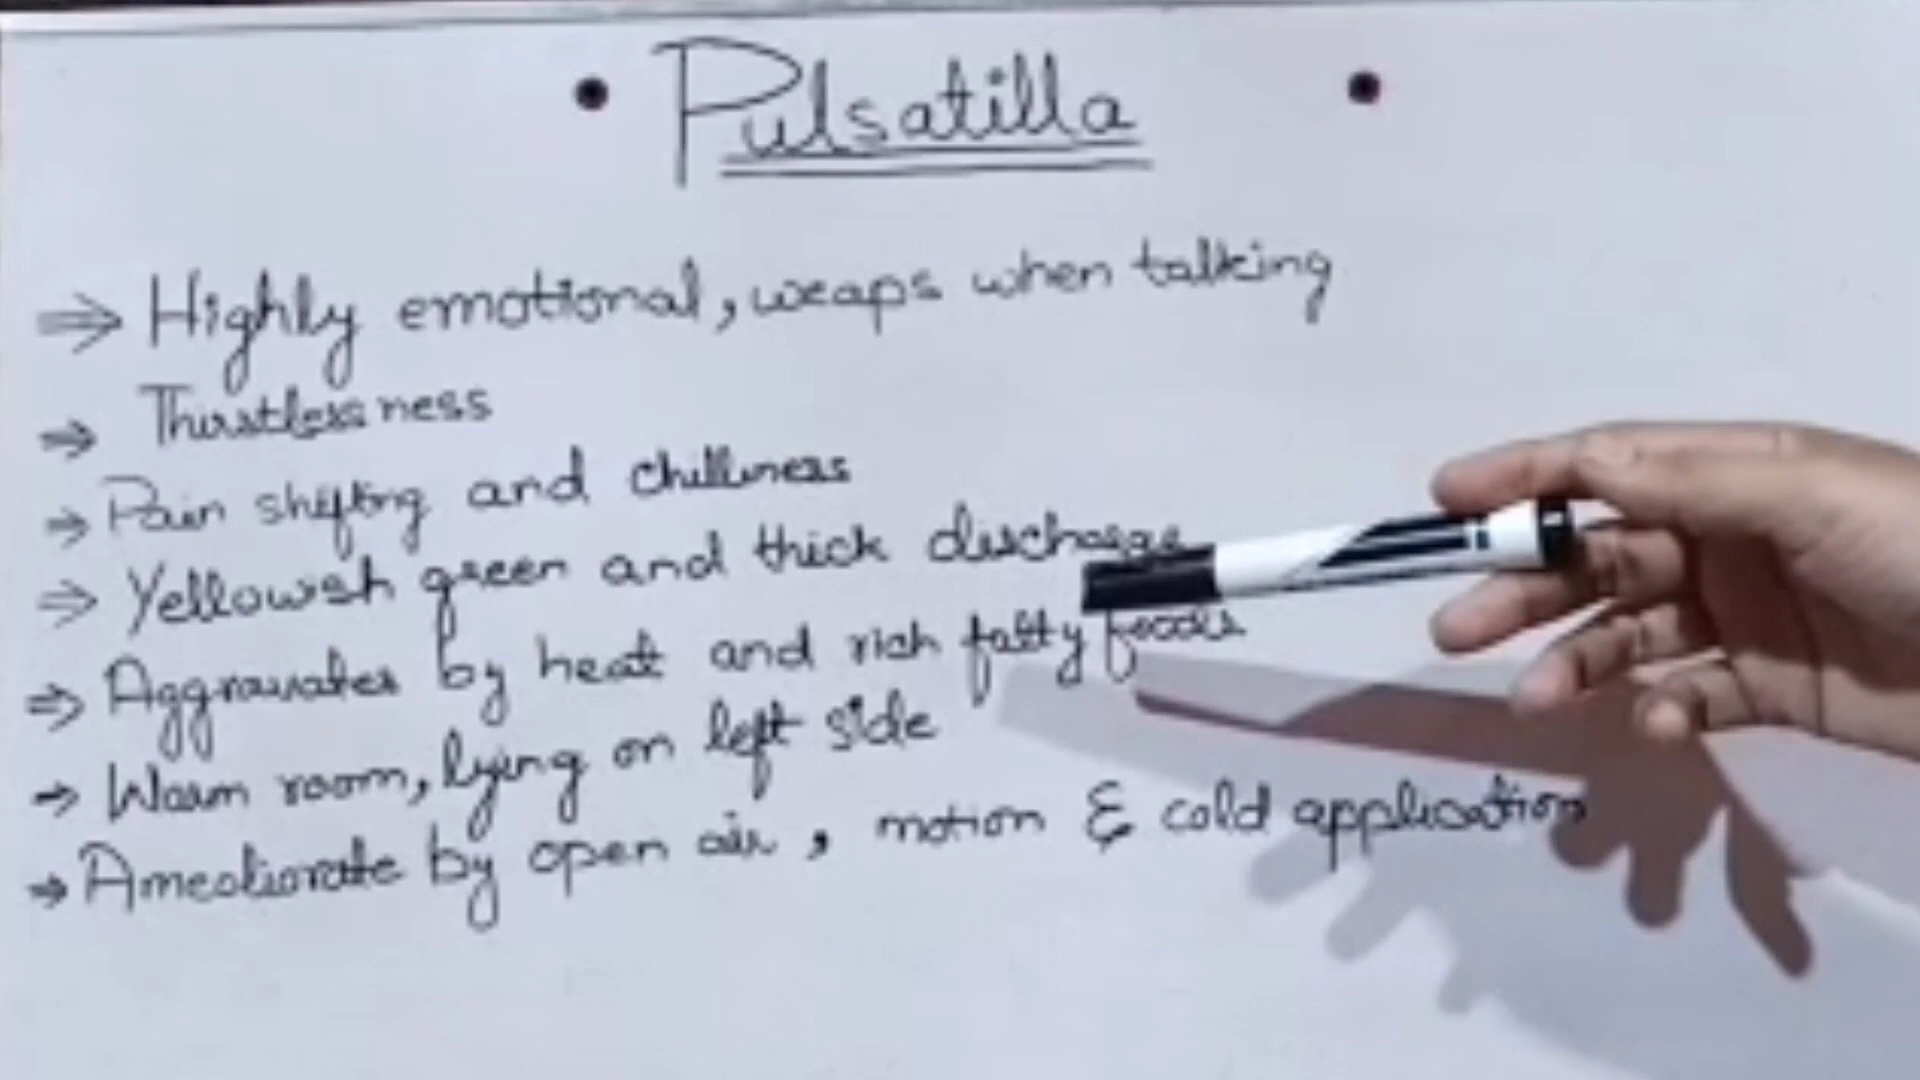 Pulsatilla
⇒ Highly emotional, weaps when talking
⇒ Thirstlessness
⇒ Pain shifting and chilliness
⇒ Yellowish green and thick discharge
⇒ Aggravates by heat and rich fatty foods
→ Warm room, lying on left side
→ Ameoliorate by open air, motion & cold application